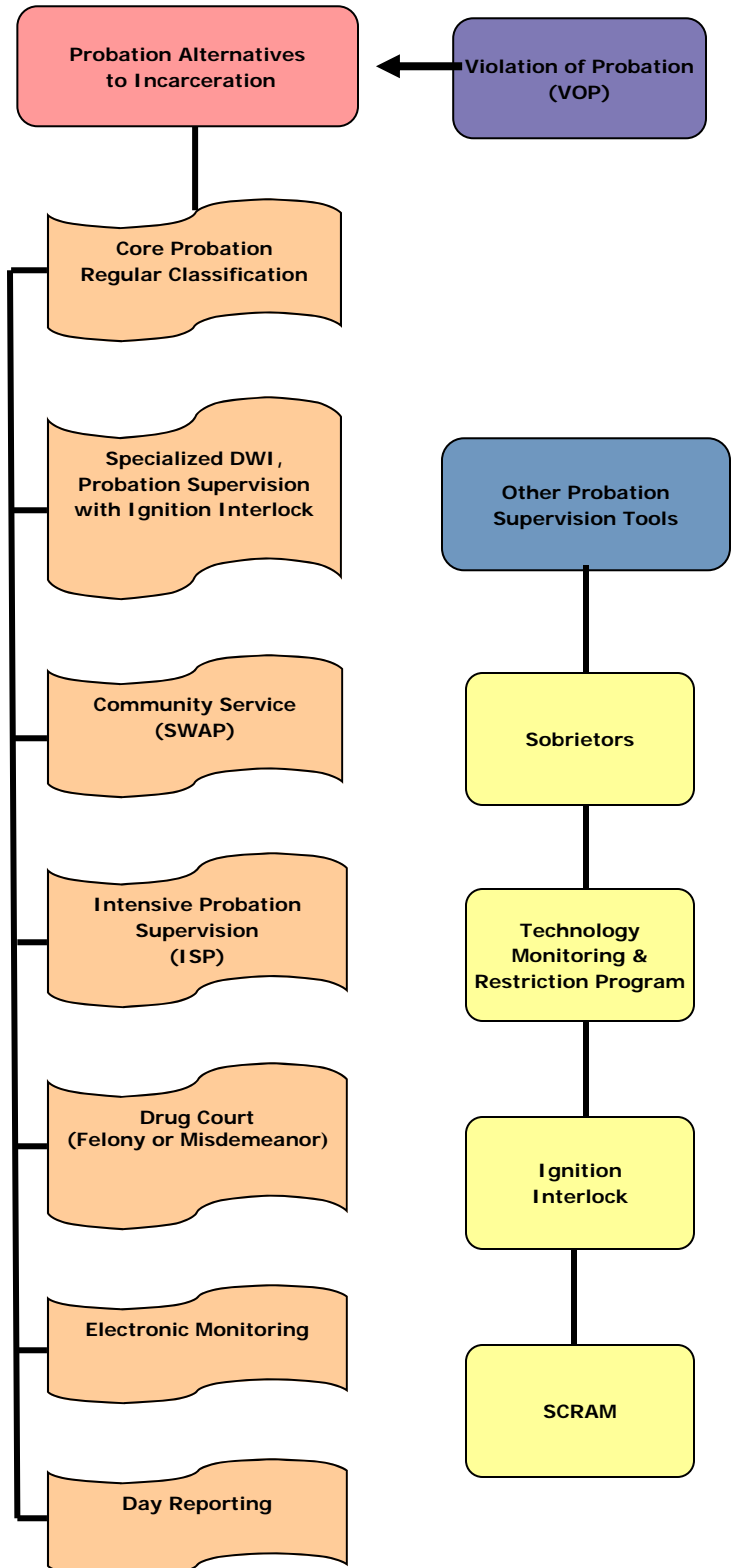 Probation Alternatives
to Incarceration
Violation of Probation
(VOP)
Core Probation
Regular Classification
Specialized DWI,
Probation Supervision
with Ignition Interlock
Community Service
(SWAP)
Intensive Probation
Supervision
(ISP)
Drug Court
(Felony or Misdemeanor)
Electronic Monitoring
Day Reporting
Other Probation
Supervision Tools
Sobrietors
Technology
Monitoring &
Restriction Program
Ignition
Interlock
SCRAM